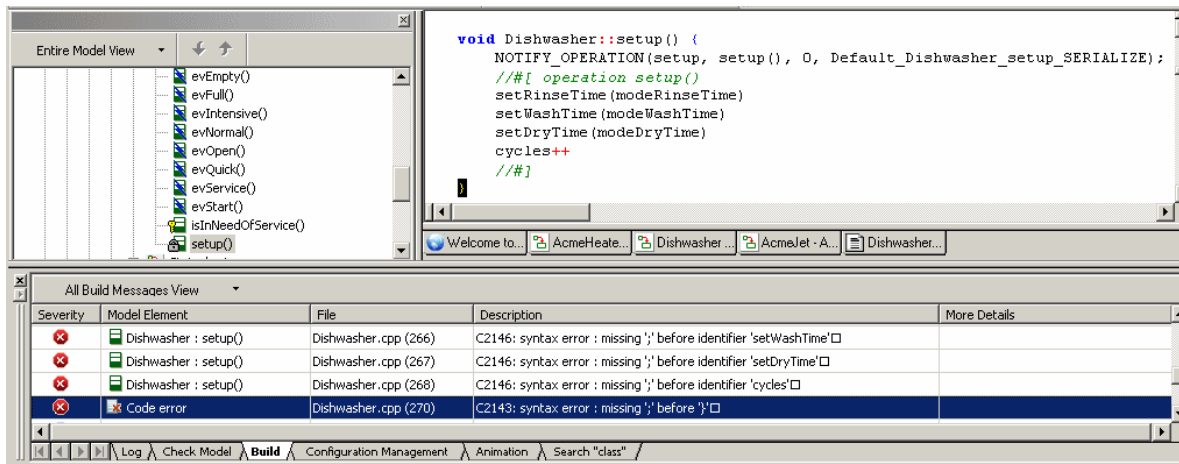 Entire Model View
evEmpty()
evFull()
evIntensive()
evNormal()
evOpen()
evQuick()
evService()
evStart()
isInNeedOfService()
setup()
void Dishwasher::setup() {
NOTIFY_OPERATION(setup, setup(), 0, Default_Dishwasher_setup_SERIALIZE);
//#[ operation setup()
setRinseTime(modeRinseTime)
setWashTime(modeWashTime)
setDryTime(modeDryTime)
cycles++
//#]
}
Welcome to... AcmeHeate... Dishwasher ... AcmeJet - A... Dishwasher...
All Build Messages View
Severity Model Element File Description More Details
Dishwasher : setup() Dishwasher.cpp (266) C2146: syntax error : missing ';' before identifier 'setWashTime'□
Dishwasher : setup() Dishwasher.cpp (267) C2146: syntax error : missing ';' before identifier 'setDryTime'□
Dishwasher : setup() Dishwasher.cpp (268) C2146: syntax error : missing ';' before identifier 'cycles'□
Code error Dishwasher.cpp (270) C2143: syntax error : missing ';' before '}'□
Log Check Model Build Configuration Management Animation Search "class"